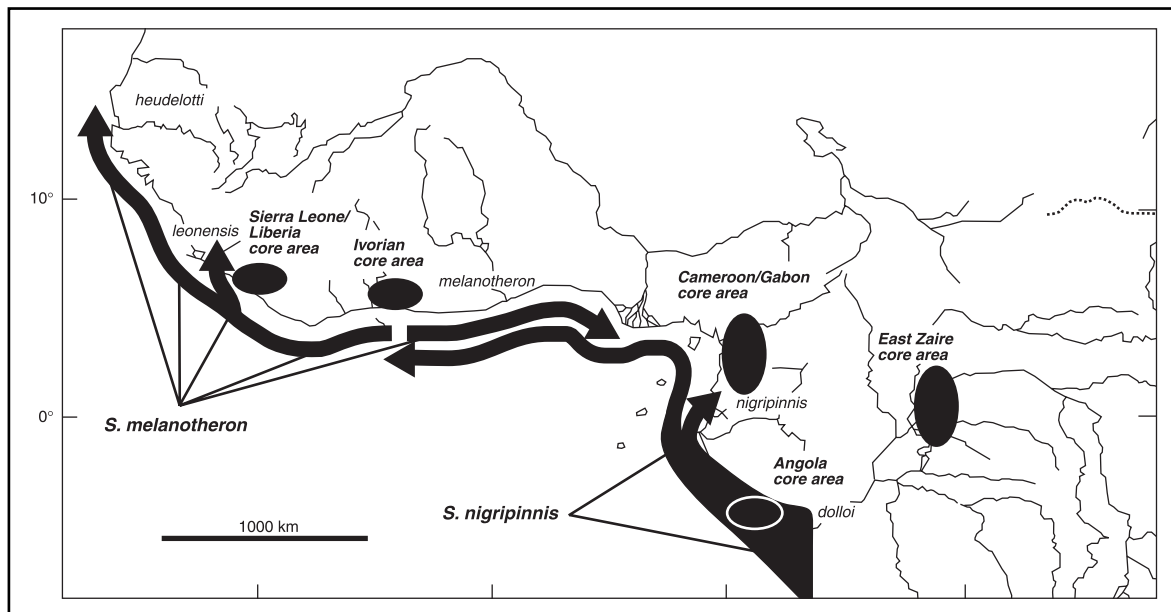 heudelotti
10°
leonensis
Sierra Leone/
Liberia
core area
Ivorian
core area
melanotheron
Cameroon/Gabon
core area
East Zaire
core area
0°
S. melanotheron
nigripinnis
Angola
core area
S. nigripinnis
dolloi
1000 km